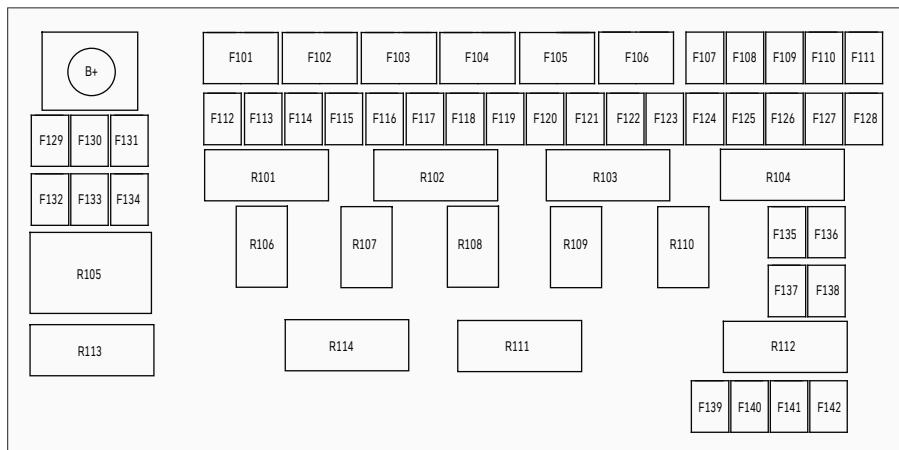 B+
F101 F102 F103 F104 F105 F106 F107 F108 F109 F110 F111
F112 F113 F114 F115 F116 F117 F118 F119 F120 F121 F122 F123 F124 F125 F126 F127 F128
F129 F130 F131
R101 R102 R103 R104
F132 F133 F134
R106 R107 R108 R109 R110 F135 F136
R105
F137 F138
R113 R114 R111 R112
F139 F140 F141 F142